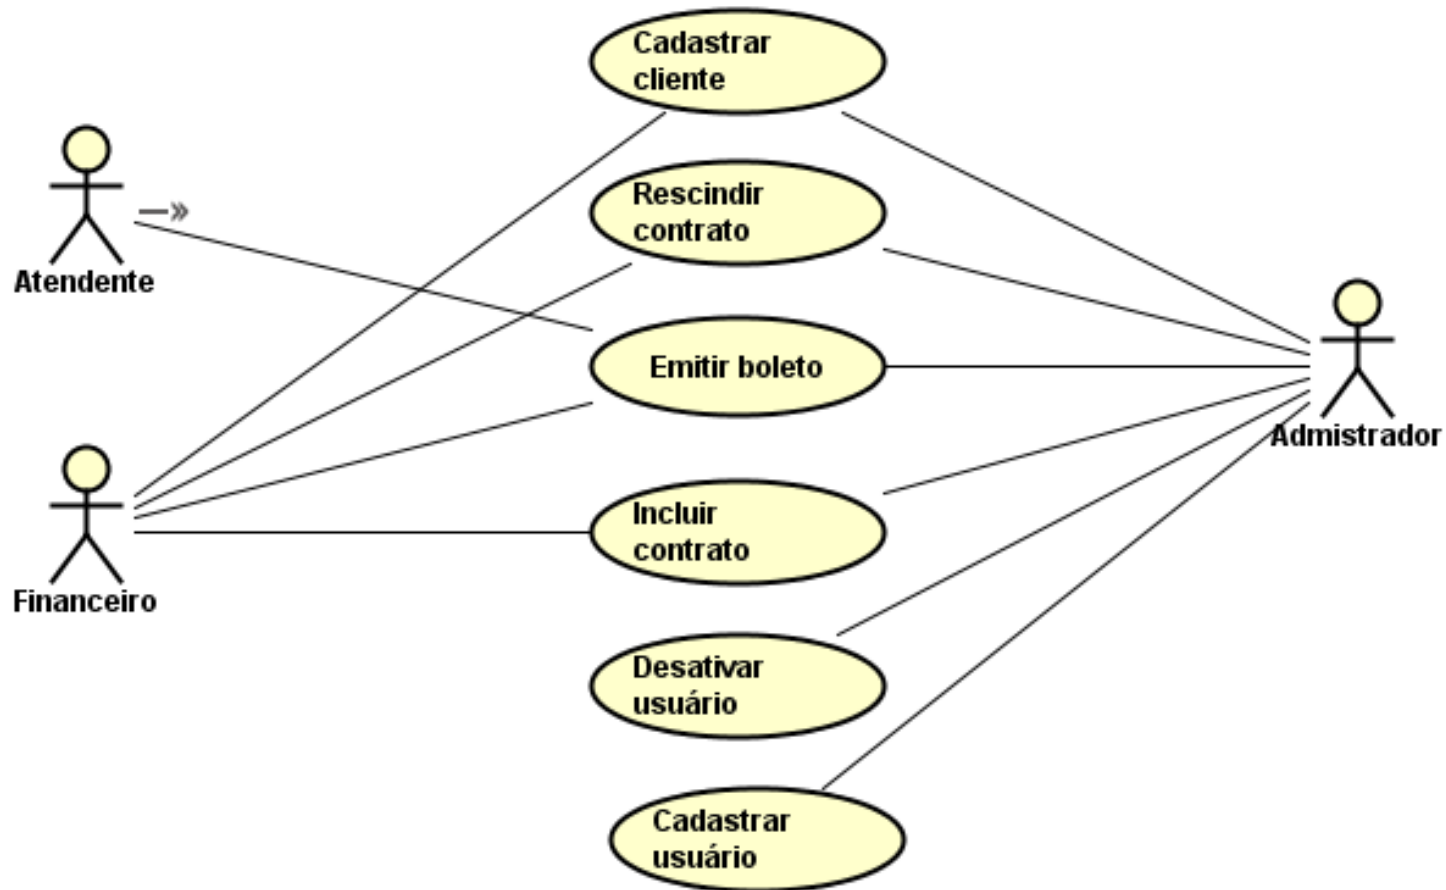 Cadastrar
cliente
Rescindir
contrato
Atendente
Emitir boleto
Admistrador
Incluir
contrato
Financeiro
Desativar
usuário
Cadastrar
usuário